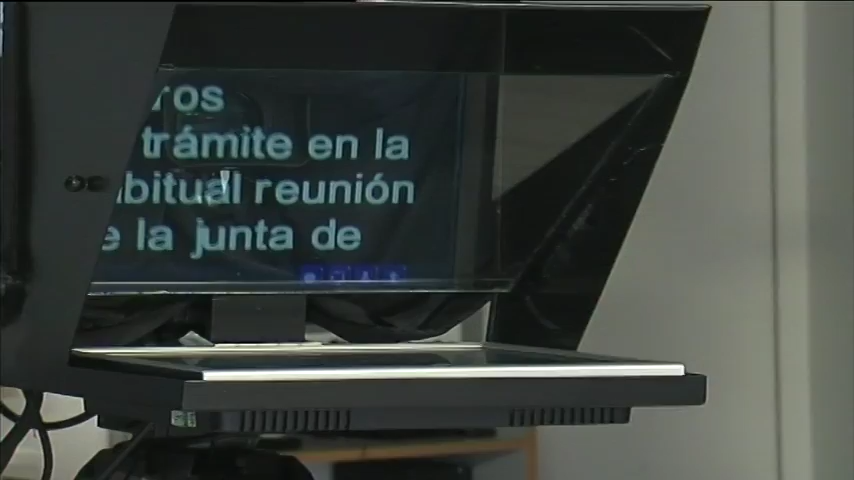 ros
trámite en la
bitual reunión
e la junta de